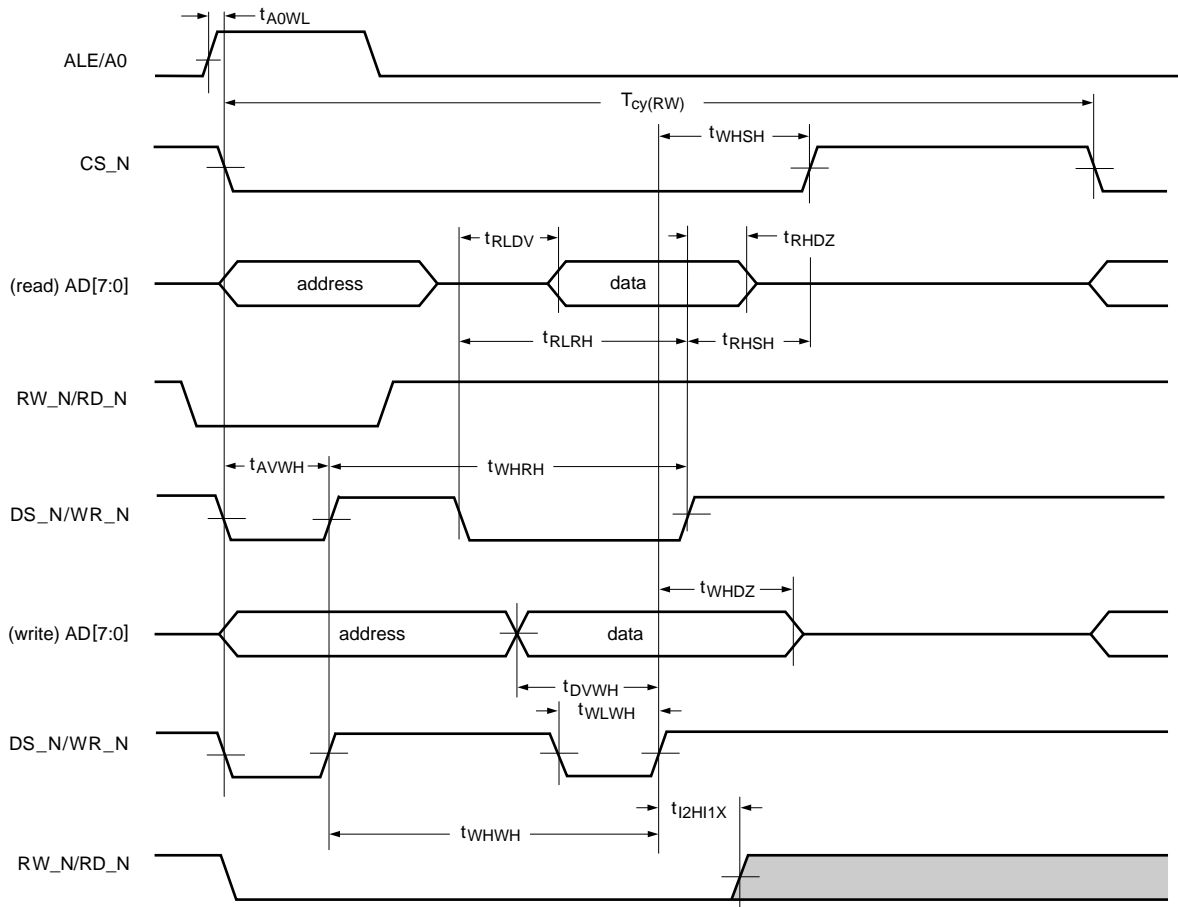 tA0WL
ALE/A0
Tcy(RW)
tWHSH
CS_N
tRLDV
tRHDZ
(read) AD[7:0]
address
data
tRLRH
tRHSH
RW_N/RD_N
tAVWH
tWHRH
DS_N/WR_N
tWHDZ
(write) AD[7:0]
address
data
tDVWH
tWLWH
DS_N/WR_N
tI2HI1X
tWHWH
RW_N/RD_N